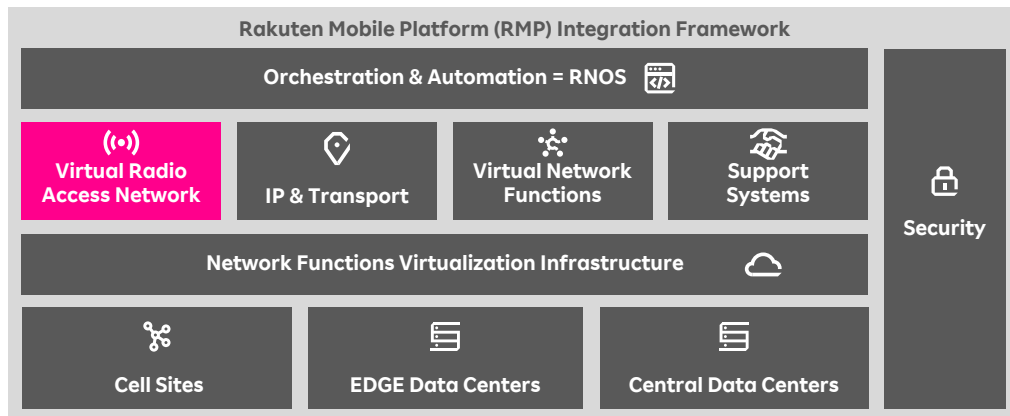 Rakuten Mobile Platform (RMP) Integration Framework
Orchestration & Automation = RNOS
Virtual Radio
Access Network
IP & Transport
Virtual Network
Functions
Support
Systems
Security
Network Functions Virtualization Infrastructure
Cell Sites
EDGE Data Centers
Central Data Centers